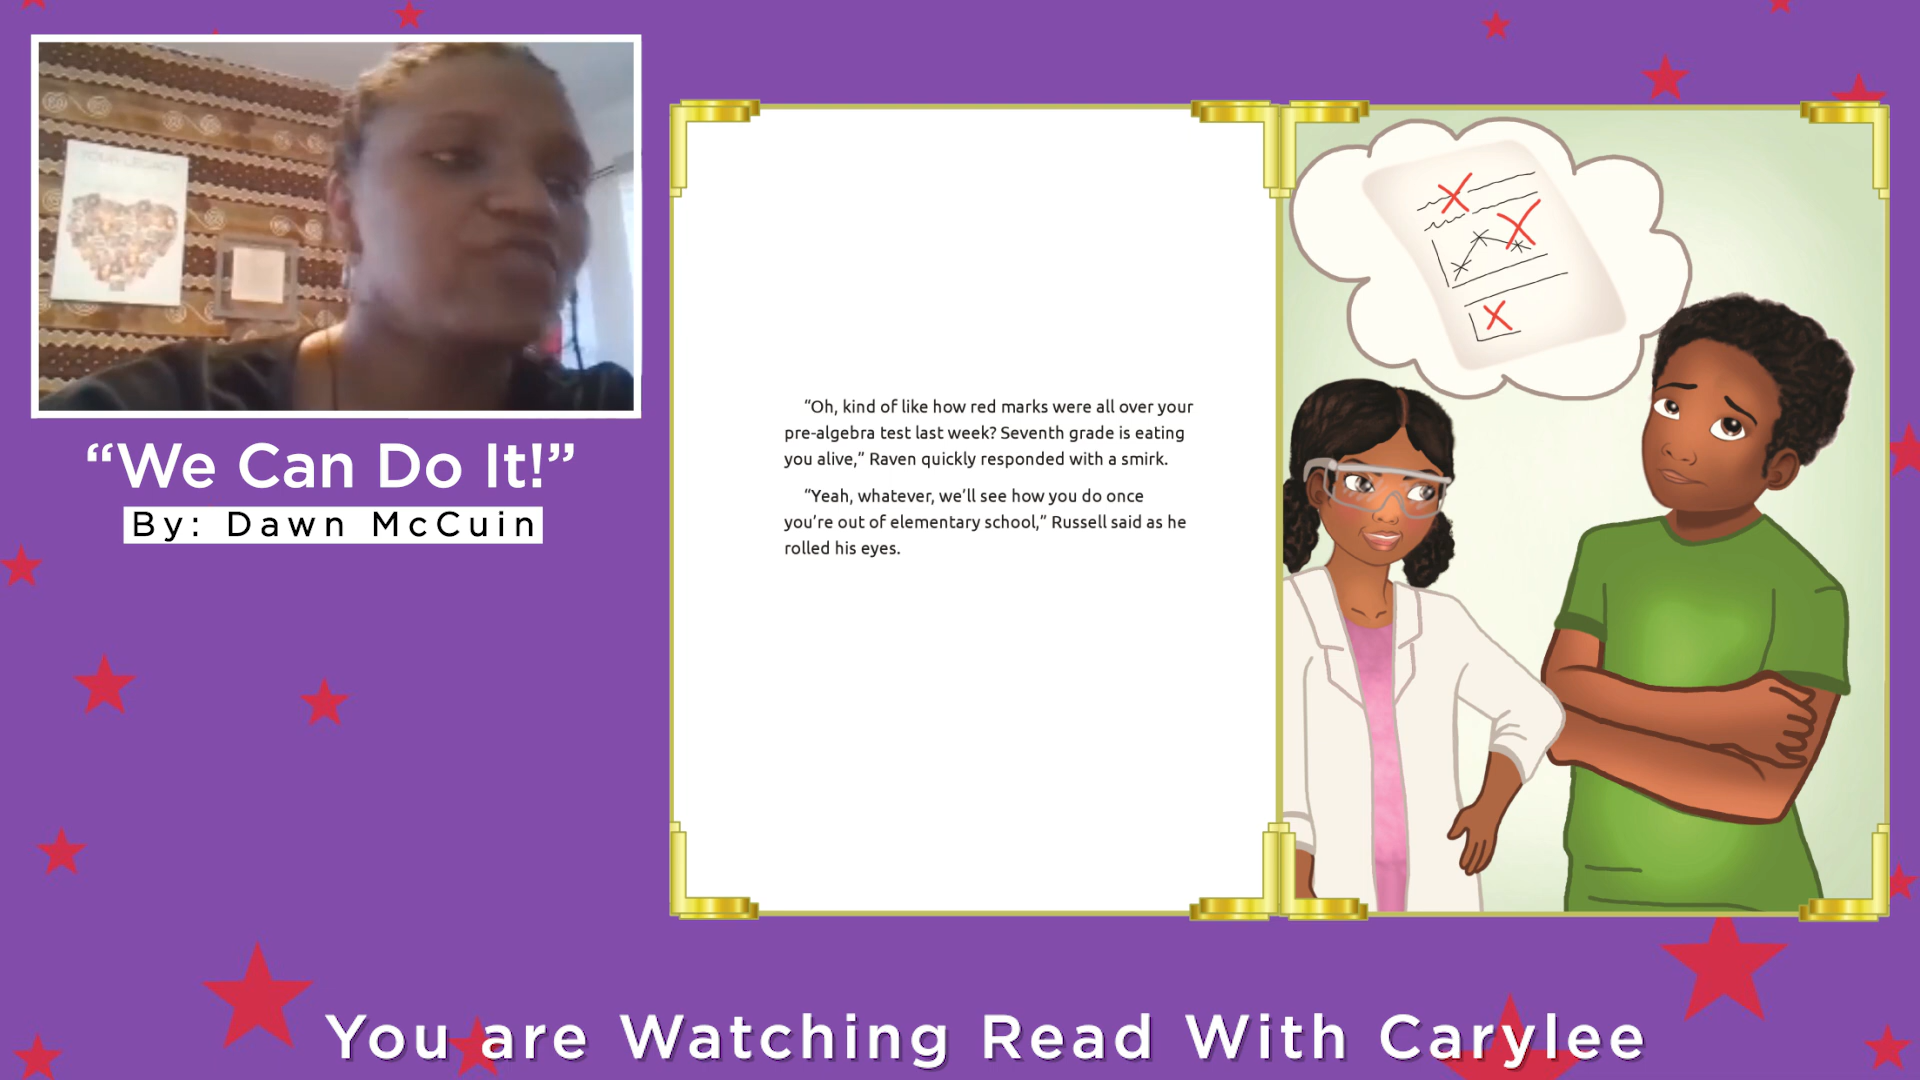 YOUR LEGACY
“We Can Do It!”
By: Dawn McCuin
“Oh, kind of like how red marks were all over your
pre-algebra test last week? Seventh grade is eating
you alive,” Raven quickly responded with a smirk.
“Yeah, whatever, we’ll see how you do once
you’re out of elementary school,” Russell said as he
rolled his eyes.
You are Watching Read With Carylee